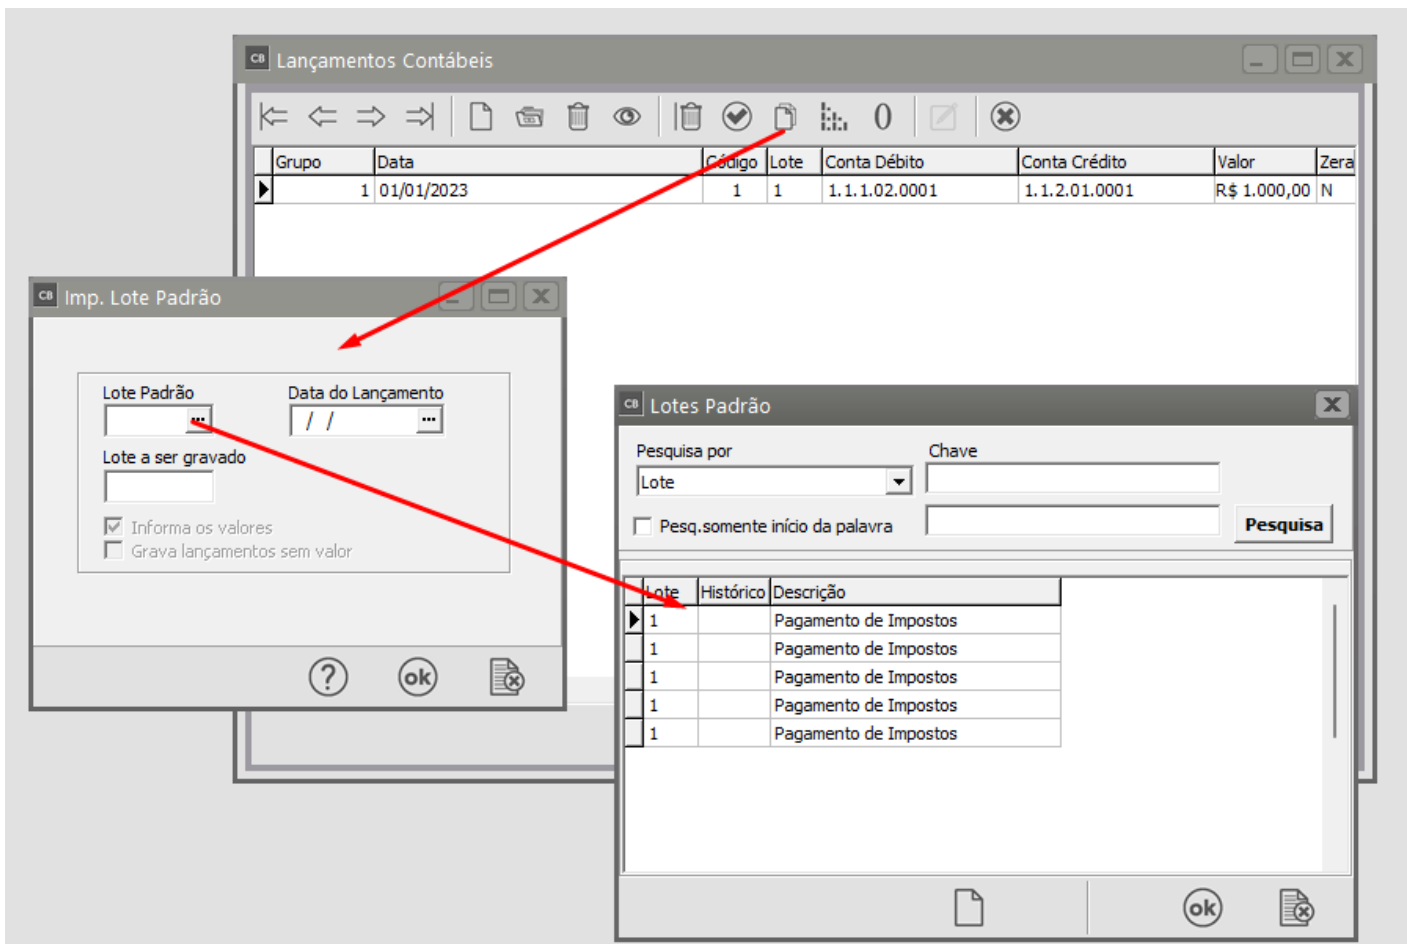 CB Lançamentos Contábeis
0
Grupo Data Código Lote Conta Débito Conta Crédito Valor Zera
1 01/01/2023 1 1 1.1.1.02.0001 1.1.2.01.0001 R$ 1.000,00 N
CB Imp. Lote Padrão
Lote Padrão Data do Lançamento
... / / ...
Lote a ser gravado
Informa os valores
Grava lançamentos sem valor
? ok
CB Lotes Padrão
Pesquisa por Chave
Lote
Pesq.somente início da palavra Pesquisa
Lote Histórico Descrição
1 Pagamento de Impostos
1 Pagamento de Impostos
1 Pagamento de Impostos
1 Pagamento de Impostos
1 Pagamento de Impostos
ok